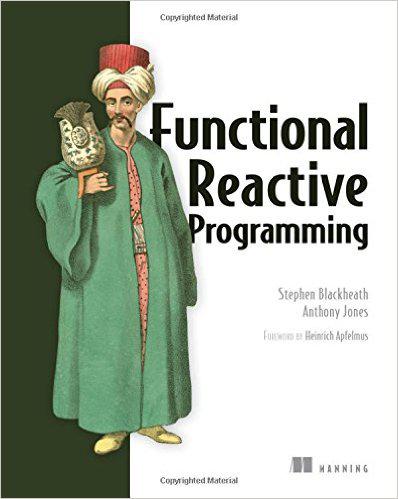 Copyrighted Material
Functional
Reactive
Programming
Stephen Blackheath
Anthony Jones
FOREWORD BY Heinrich Apfelmus
MANNING
Copyrighted Material